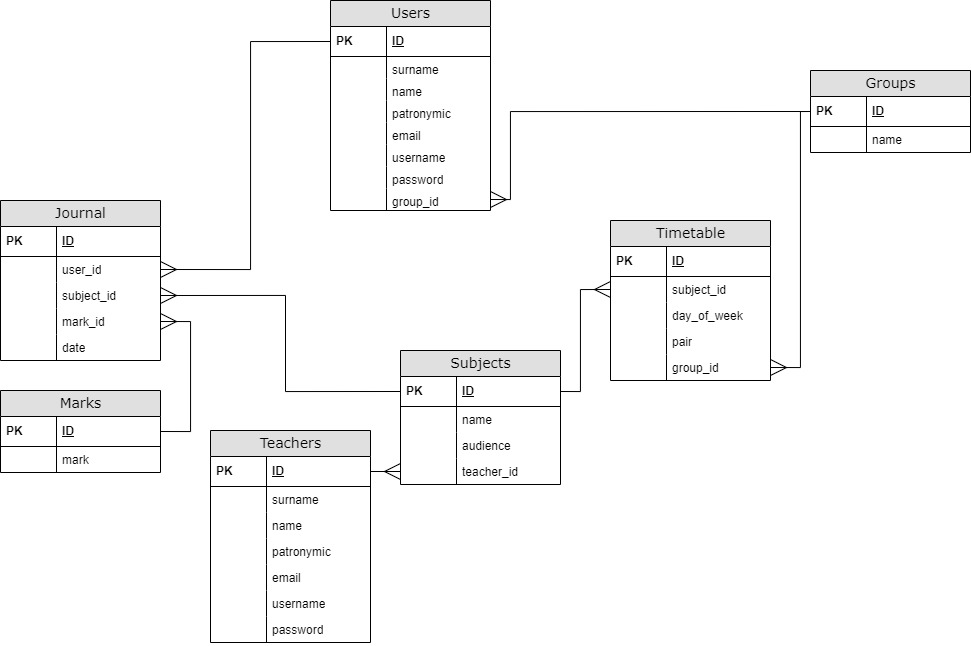 Users
PK ID
surname
name
patronymic
email
username
password
group_id
Groups
PK ID
name
Journal
PK ID
user_id
subject_id
mark_id
date
Timetable
PK ID
subject_id
day_of_week
pair
group_id
Subjects
PK ID
name
audience
teacher_id
Marks
PK ID
mark
Teachers
PK ID
surname
name
patronymic
email
username
password